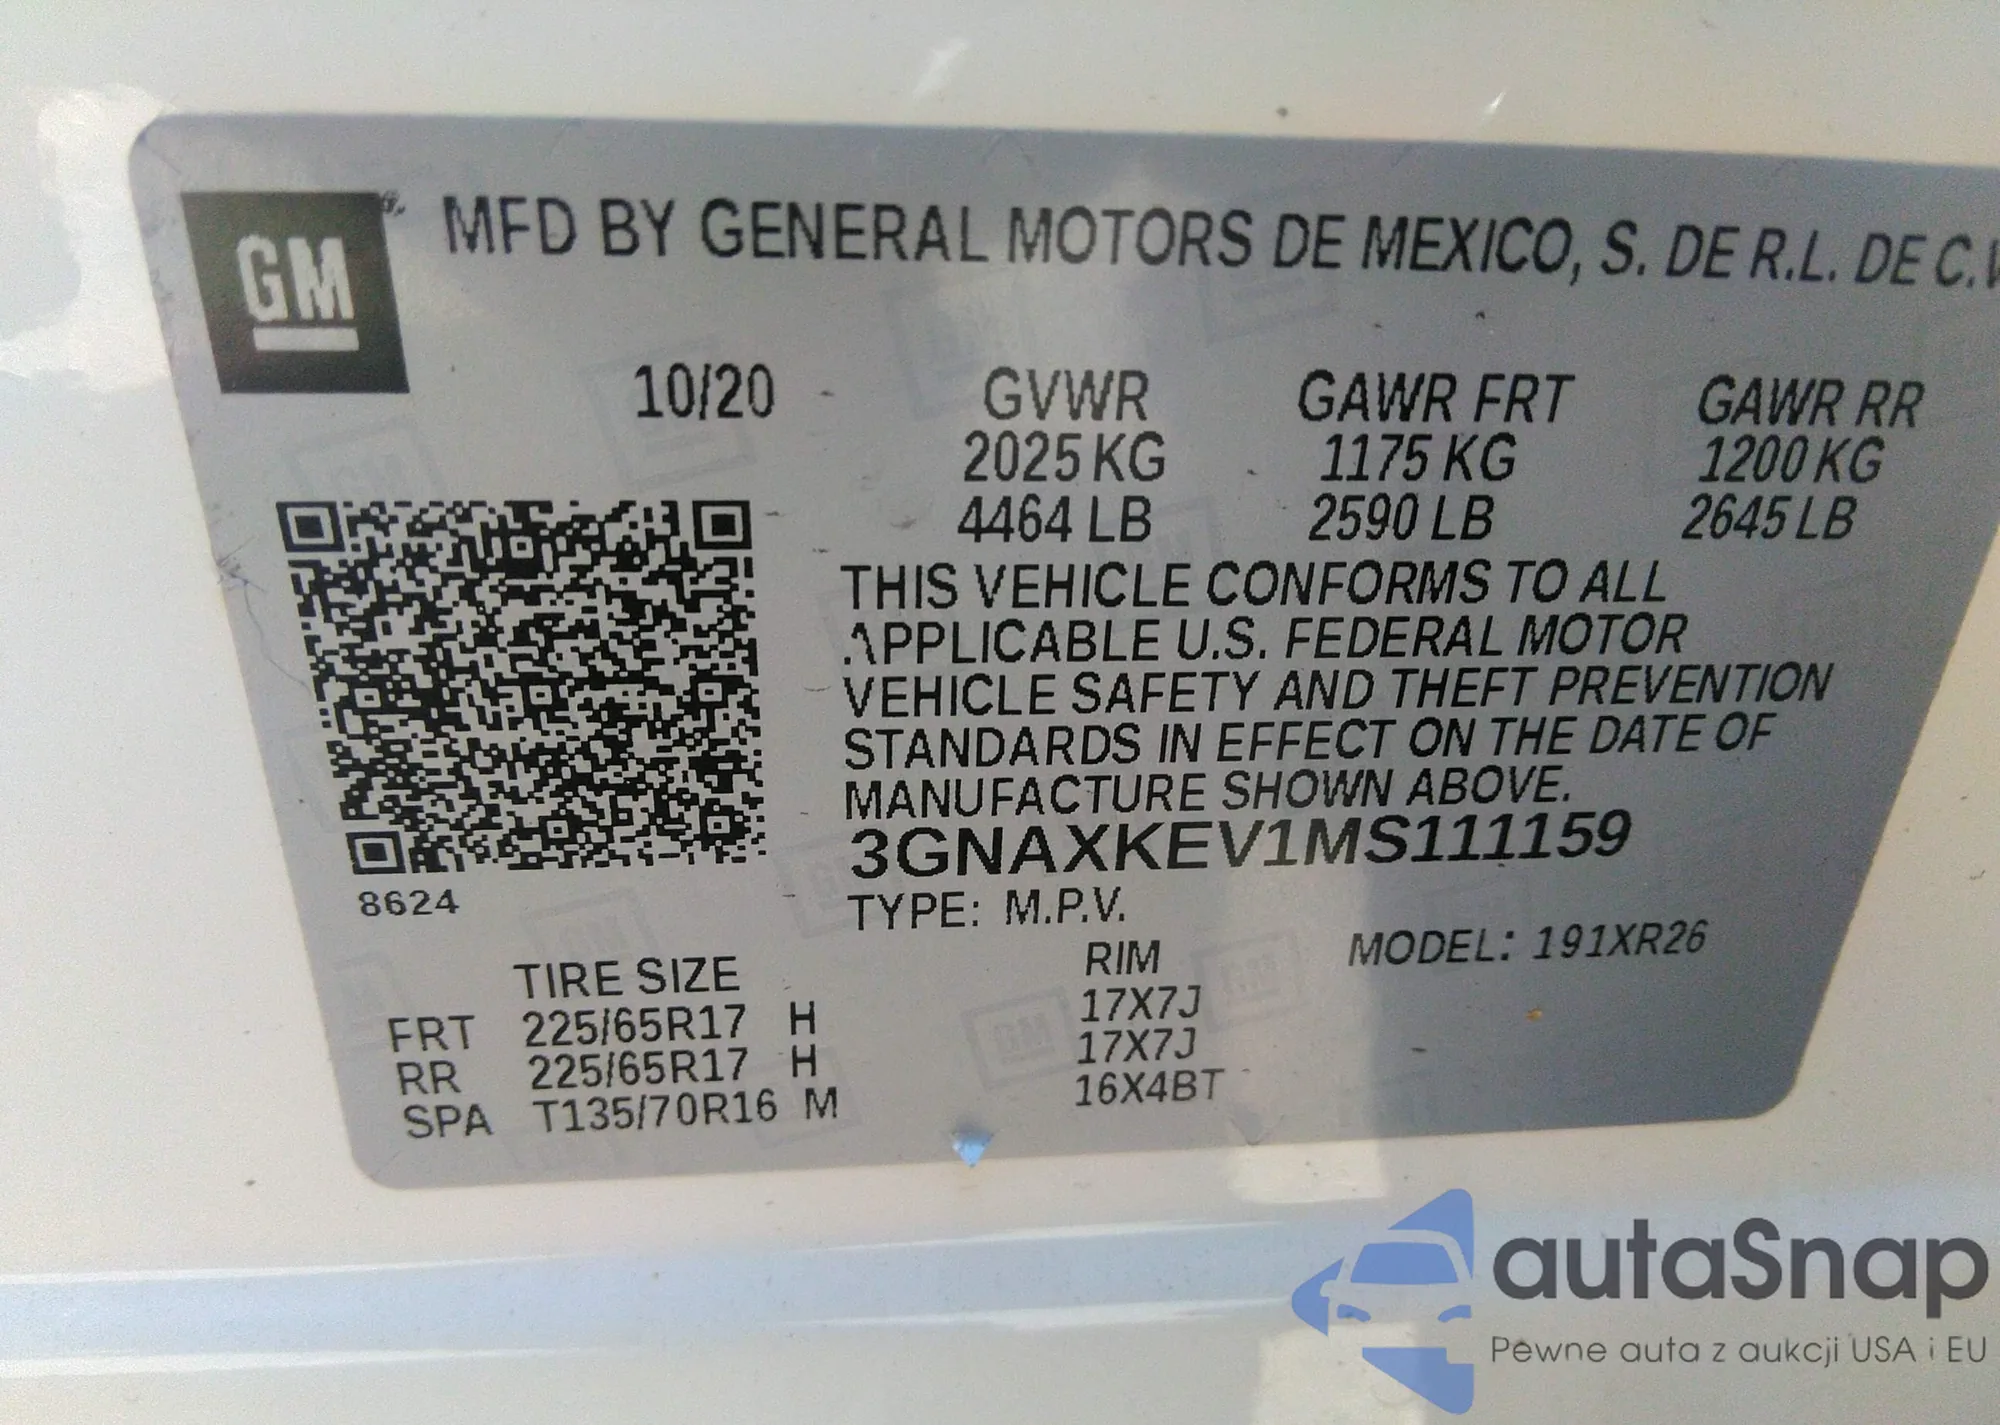 GM
MFD BY GENERAL MOTORS DE MEXICO, S. DE R.L. DE C.V
10/20 GVWR GAWR FRT GAWR RR
2025 KG 1175 KG 1200 KG
4464 LB 2590 LB 2645 LB
THIS VEHICLE CONFORMS TO ALL
APPLICABLE U.S. FEDERAL MOTOR
VEHICLE SAFETY AND THEFT PREVENTION
STANDARDS IN EFFECT ON THE DATE OF
MANUFACTURE SHOWN ABOVE.
3GNAXKEV1MS111159
8624
TYPE: M.P.V.
MODEL: 191XR26
TIRE SIZE RIM
FRT 225/65R17 H 17X7J
RR 225/65R17 H 17X7J
SPA T135/70R16 M 16X4BT
autaSnap
Pewne auta z aukcji USA i EU